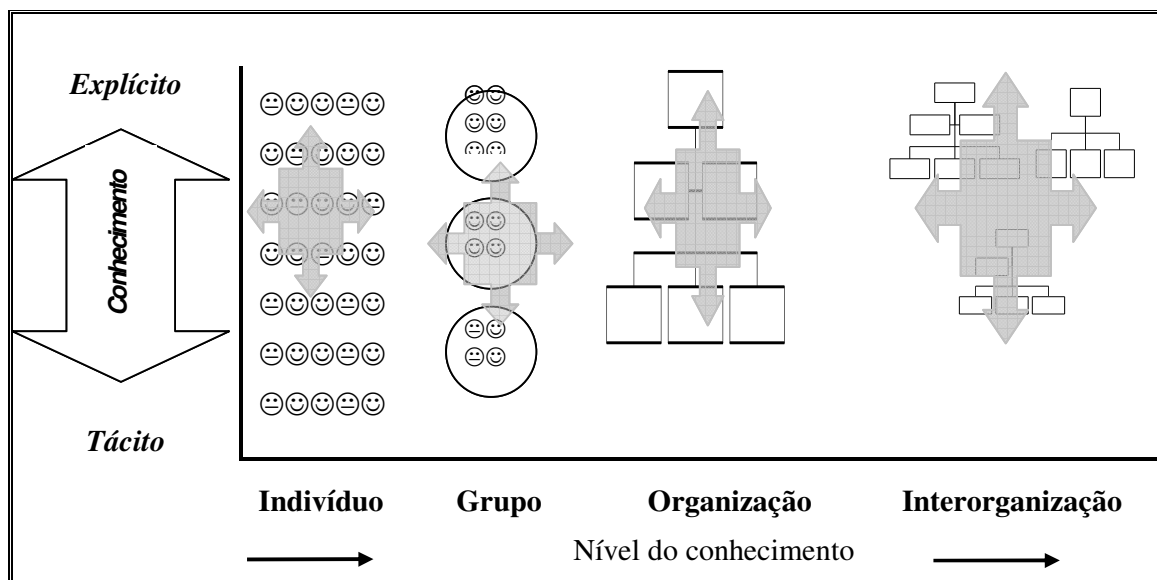 Explícito
Conhecimento
Tácito
Indivíduo Grupo Organização Interorganização
Nível do conhecimento